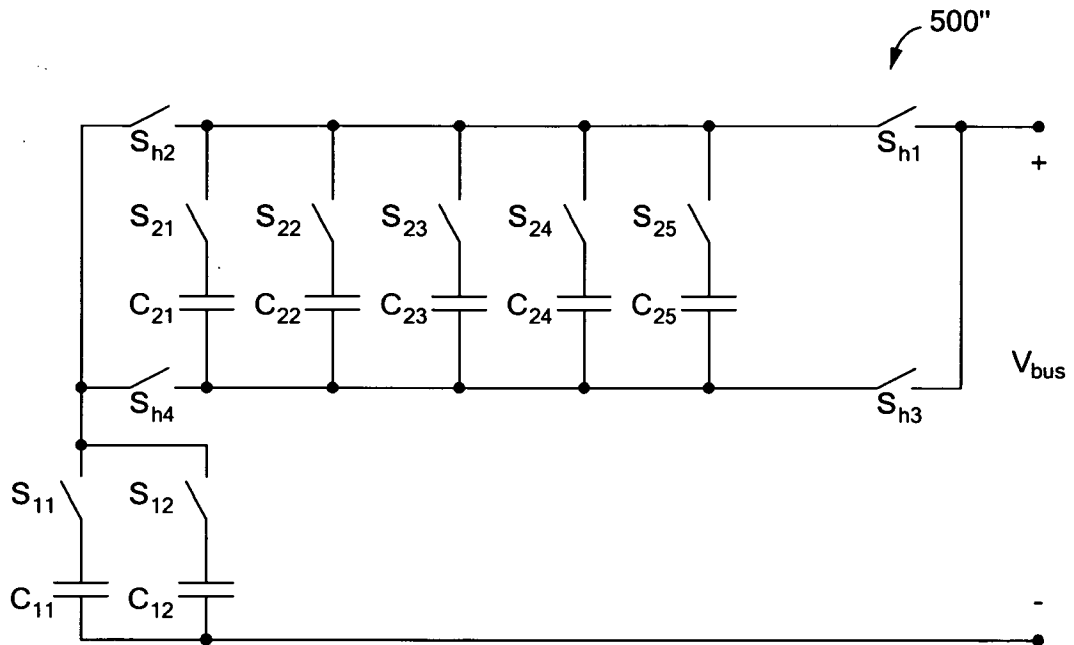 500"
S_h2
S_h1
+
S_21 S_22 S_23 S_24 S_25
C_21 C_22 C_23 C_24 C_25
V_bus
S_h4
S_h3
S_11 S_12
C_11 C_12
-